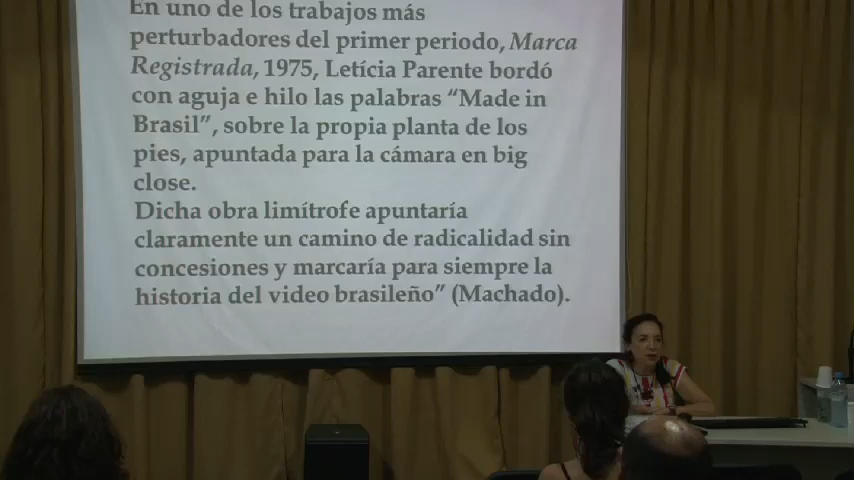 En uno de los trabajos más
perturbadores del primer periodo, Marca
Registrada, 1975, Letícia Parente bordó
con aguja e hilo las palabras “Made in
Brasil”, sobre la propia planta de los
pies, apuntada para la cámara en big
close.
Dicha obra limítrofe apuntaría
claramente un camino de radicalidad sin
concesiones y marcaría para siempre la
historia del video brasileño” (Machado).